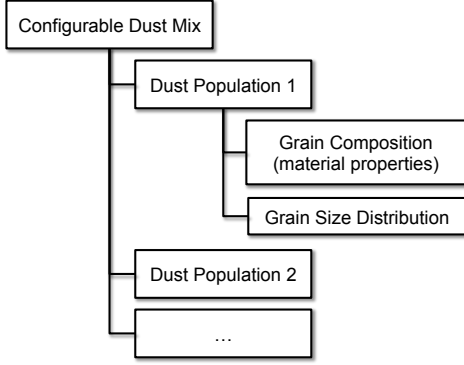 Configurable Dust Mix
Dust Population 1
Grain Composition
(material properties)
Grain Size Distribution
Dust Population 2
…